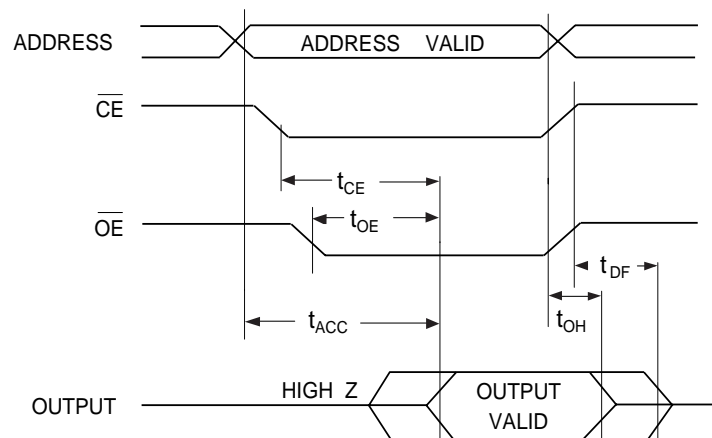 ADDRESS
ADDRESS VALID
CE
tCE
tOE
OE
tDF
tACC
tOH
HIGH Z
OUTPUT
OUTPUT
VALID